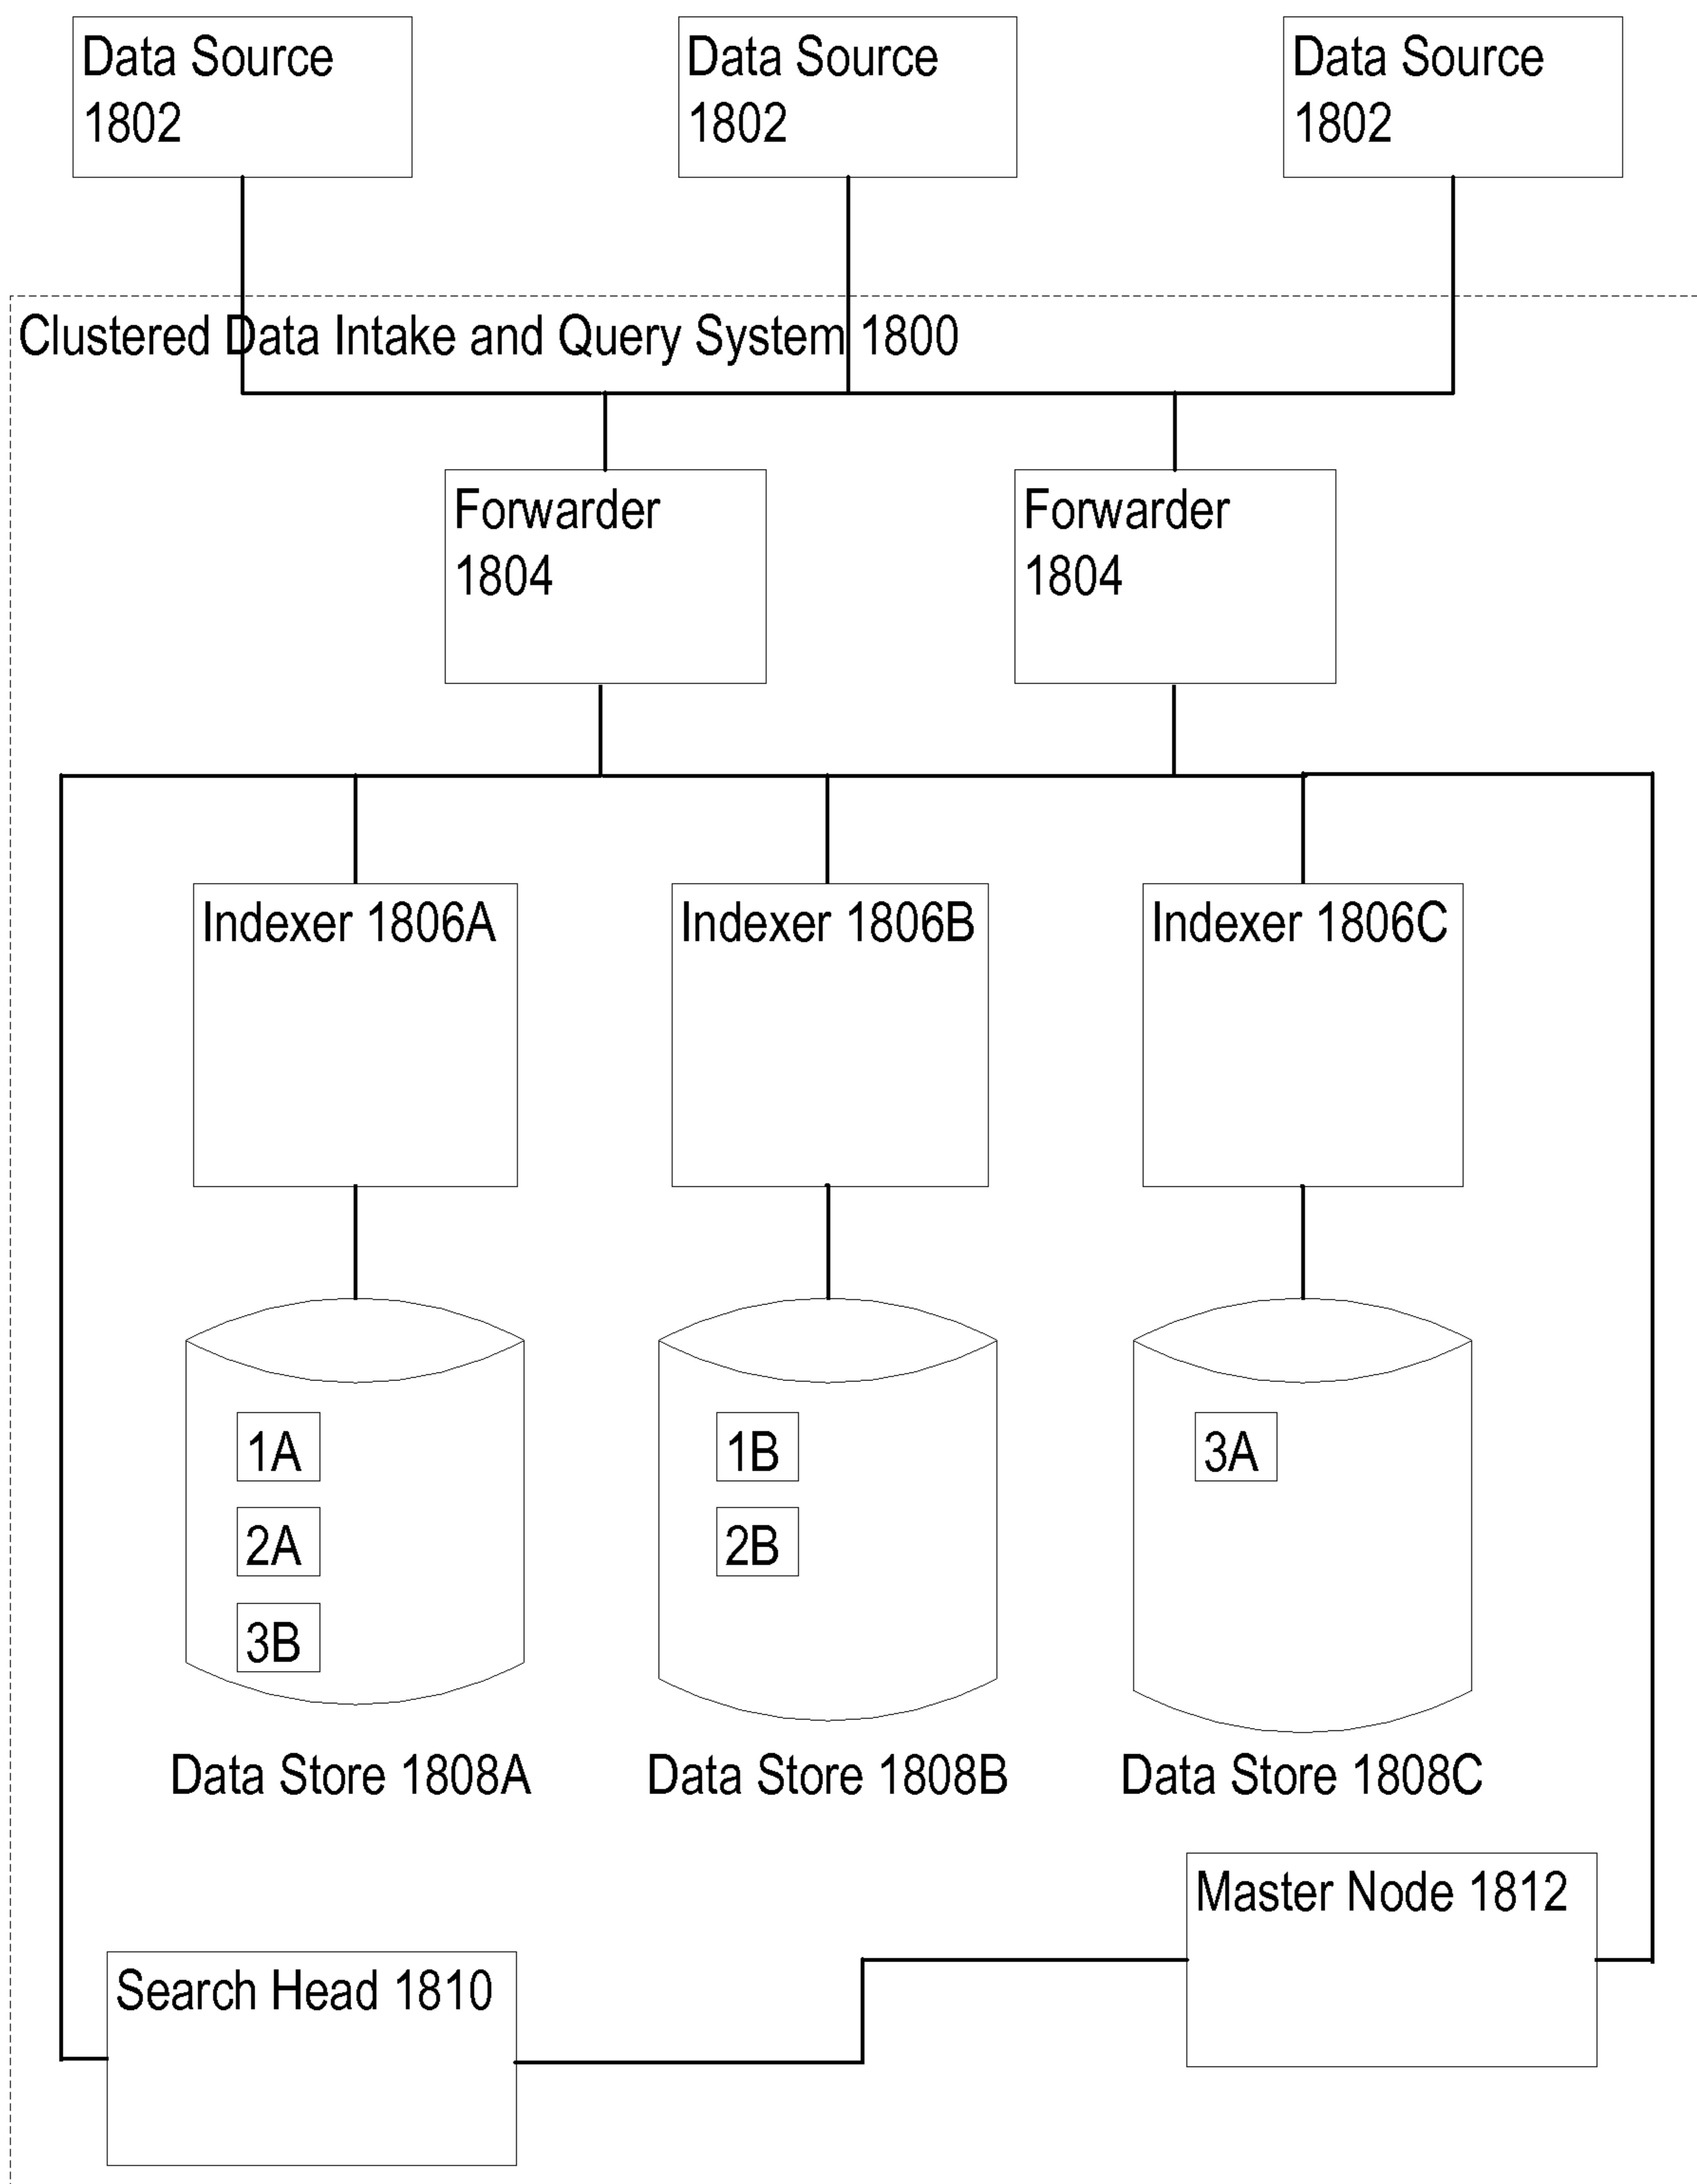 Data Source
1802
Data Source
1802
Data Source
1802
Clustered Data Intake and Query System 1800
Forwarder
1804
Forwarder
1804
Indexer 1806A
Indexer 1806B
Indexer 1806C
1A
2A
3B
1B
2B
3A
Data Store 1808A
Data Store 1808B
Data Store 1808C
Master Node 1812
Search Head 1810